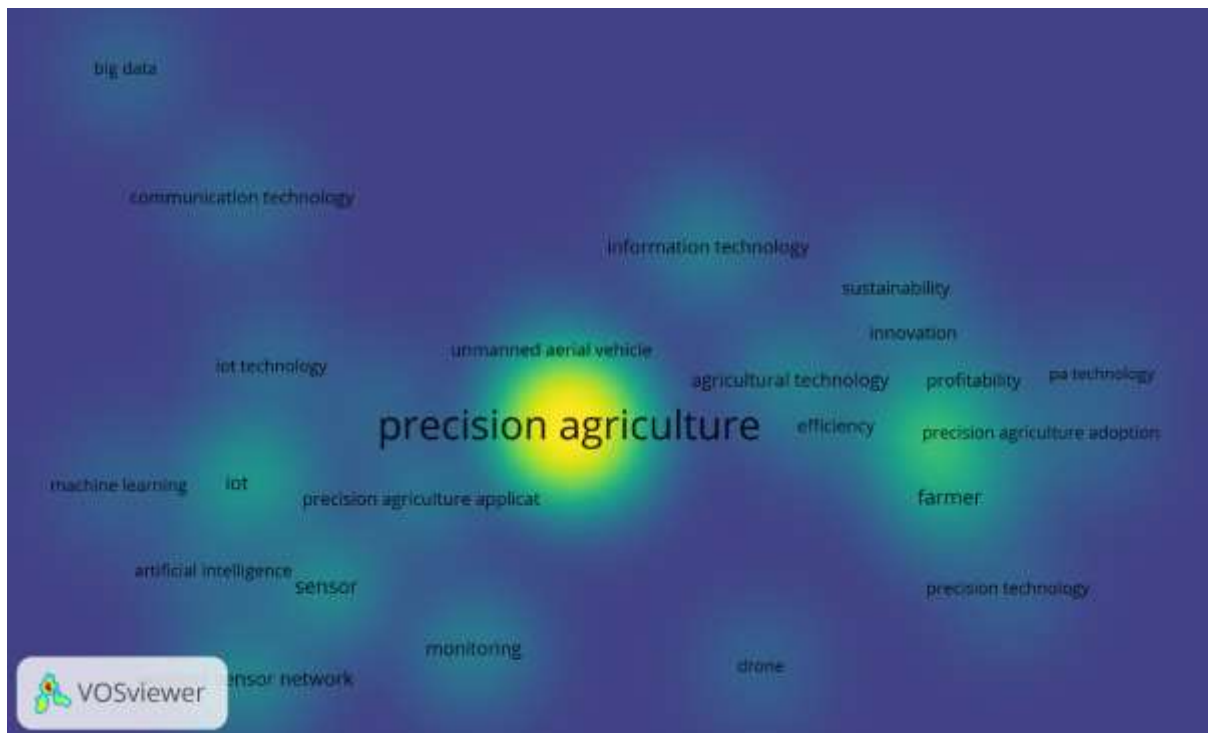 big data
communication technology
information technology
sustainability
innovation
unmanned aerial vehicle
iot technology
agricultural technology
profitability
pa technology
precision agriculture
efficiency
precision agriculture adoption
machine learning
iot
precision agriculture applicat
farmer
artificial intelligence
sensor
precision technology
monitoring
drone
ensor network
VOSviewer